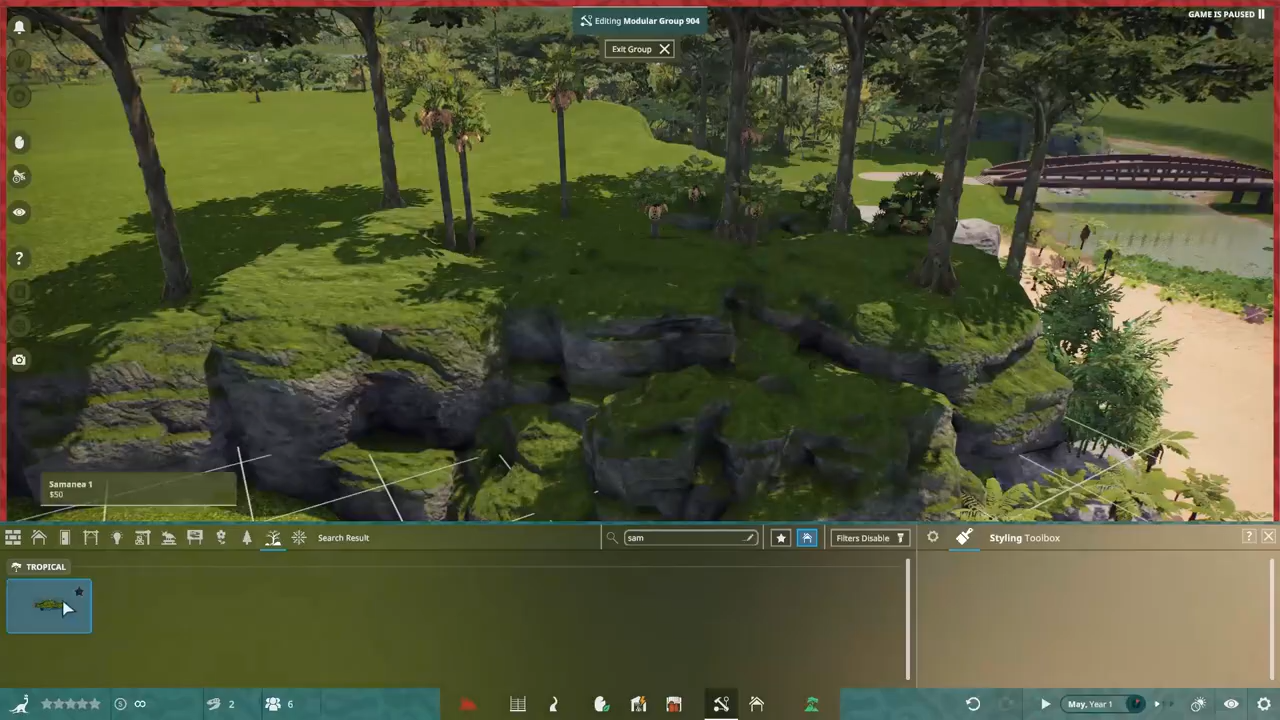 Editing Modular Group 904
GAME IS PAUSED
Exit Group
?
Samanea 1
$50
Search Result
sam
Filters Disable
Styling Toolbox
?
TROPICAL
∞
2
6
May, Year 1